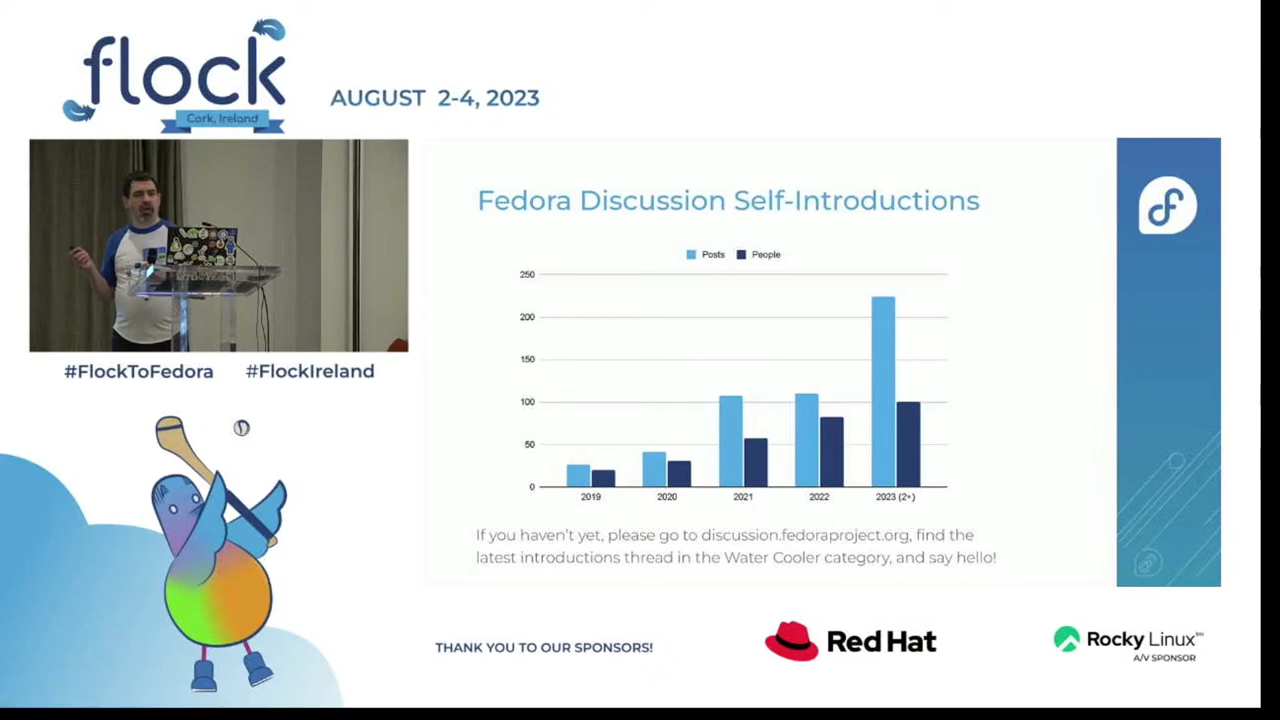 flock
Cork, Ireland
AUGUST 2-4, 2023
Fedora Discussion Self-Introductions
Posts
People
250
200
150
100
50
0
2019
2020
2021
2022
2023 (2×)
If you haven't yet, please go to discussion.fedoraproject.org, find the
latest introductions thread in the Water Cooler category, and say hello!
#FlockToFedora
#FlockIreland
THANK YOU TO OUR SPONSORS!
Red Hat
Rocky Linux™
A/V SPONSOR